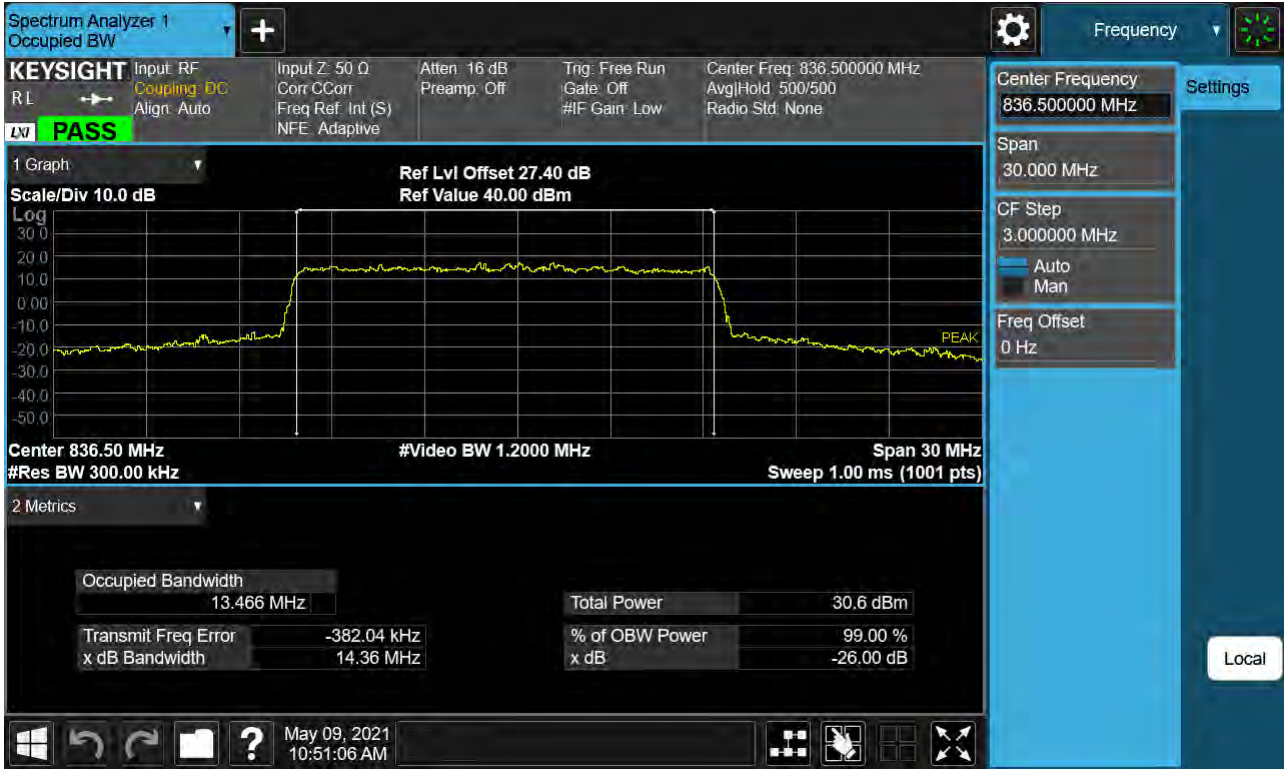 Spectrum Analyzer 1
Occupied BW
Frequency
KEYSIGHT
RL
LXI
PASS
Input: RF
Coupling: DC
Align: Auto
Input Z: 50 Ω
Corr CCorr
Freq Ref: Int (S)
NFE: Adaptive
Atten: 16 dB
Preamp: Off
Trig: Free Run
Gate: Off
#IF Gain: Low
Center Freq: 836.500000 MHz
Avg|Hold: 500/500
Radio Std: None
Center Frequency
836.500000 MHz
Settings
Span
30.000 MHz
CF Step
3.000000 MHz
Auto
Man
Freq Offset
0 Hz
Local
1 Graph
Scale/Div 10.0 dB
Ref Lvl Offset 27.40 dB
Ref Value 40.00 dBm
Log
30.0
20.0
10.0
0.00
-10.0
-20.0
-30.0
-40.0
-50.0
PEAK
Center 836.50 MHz
#Video BW 1.2000 MHz
Span 30 MHz
#Res BW 300.00 kHz
Sweep 1.00 ms (1001 pts)
2 Metrics
Occupied Bandwidth
13.466 MHz
Total Power 30.6 dBm
Transmit Freq Error -382.04 kHz
% of OBW Power 99.00 %
x dB Bandwidth 14.36 MHz
x dB -26.00 dB
?
May 09, 2021
10:51:06 AM